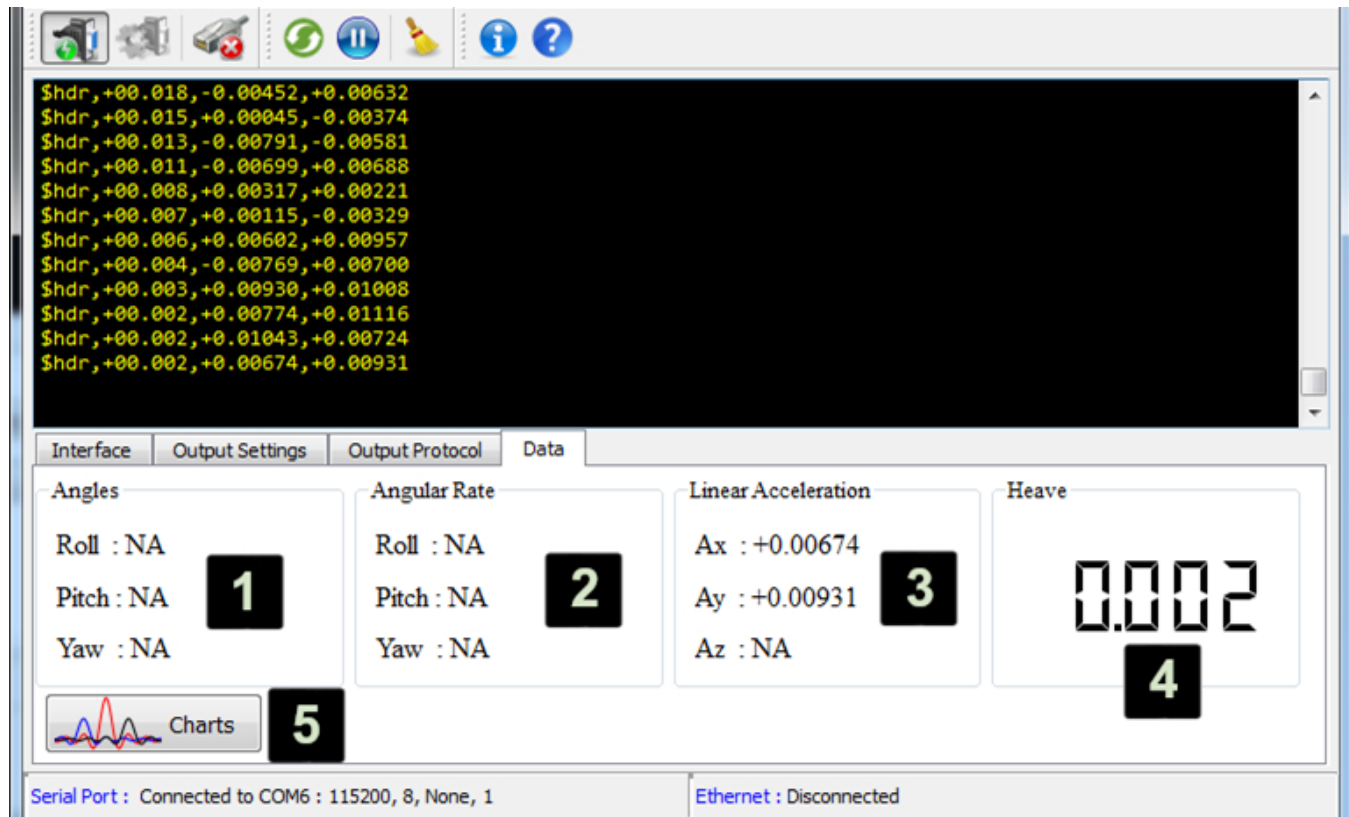 $hdr,+00.018,-0.00452,+0.00632
$hdr,+00.015,+0.00045,-0.00374
$hdr,+00.013,-0.00791,-0.00581
$hdr,+00.011,-0.00699,+0.00688
$hdr,+00.008,+0.00317,+0.00221
$hdr,+00.007,+0.00115,-0.00329
$hdr,+00.006,+0.00602,+0.00957
$hdr,+00.004,-0.00769,+0.00700
$hdr,+00.003,+0.00930,+0.01008
$hdr,+00.002,+0.00774,+0.01116
$hdr,+00.002,+0.01043,+0.00724
$hdr,+00.002,+0.00674,+0.00931
Interface Output Settings Output Protocol Data
Angles
Roll : NA
Pitch : NA
Yaw : NA
1
Angular Rate
Roll : NA
Pitch : NA
Yaw : NA
2
Linear Acceleration
Ax : +0.00674
Ay : +0.00931
Az : NA
3
Heave
0.002
4
Charts
5
Serial Port : Connected to COM6 : 115200, 8, None, 1
Ethernet : Disconnected